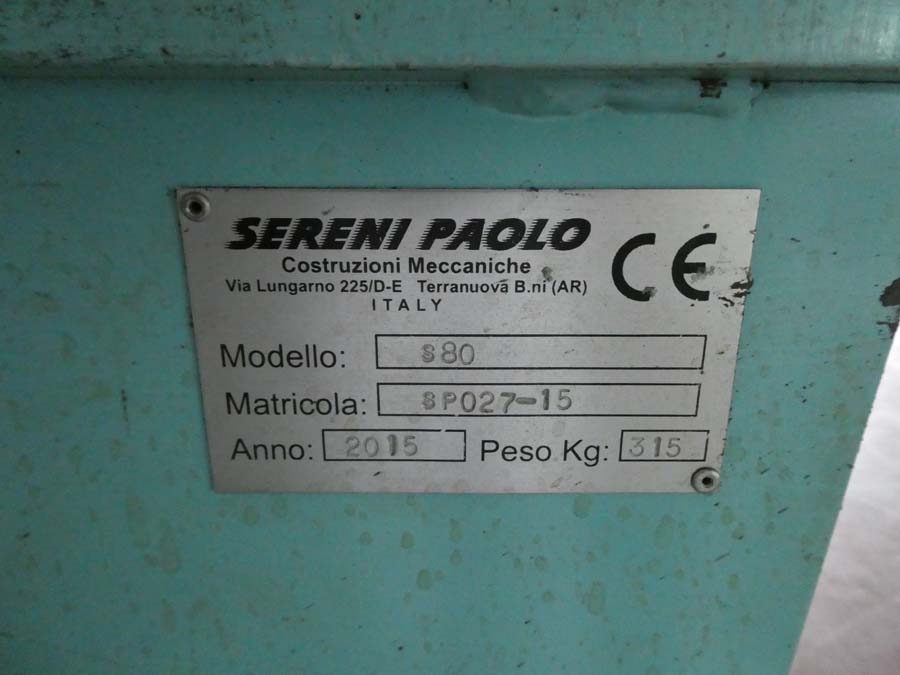 SERENI PAOLO
Costruzioni Meccaniche
Via Lungarno 225/D-E Terranuova B.ni (AR)
ITALY
CE
Modello: S80
Matricola: SP027-15
Anno: 2015 Peso Kg: 315